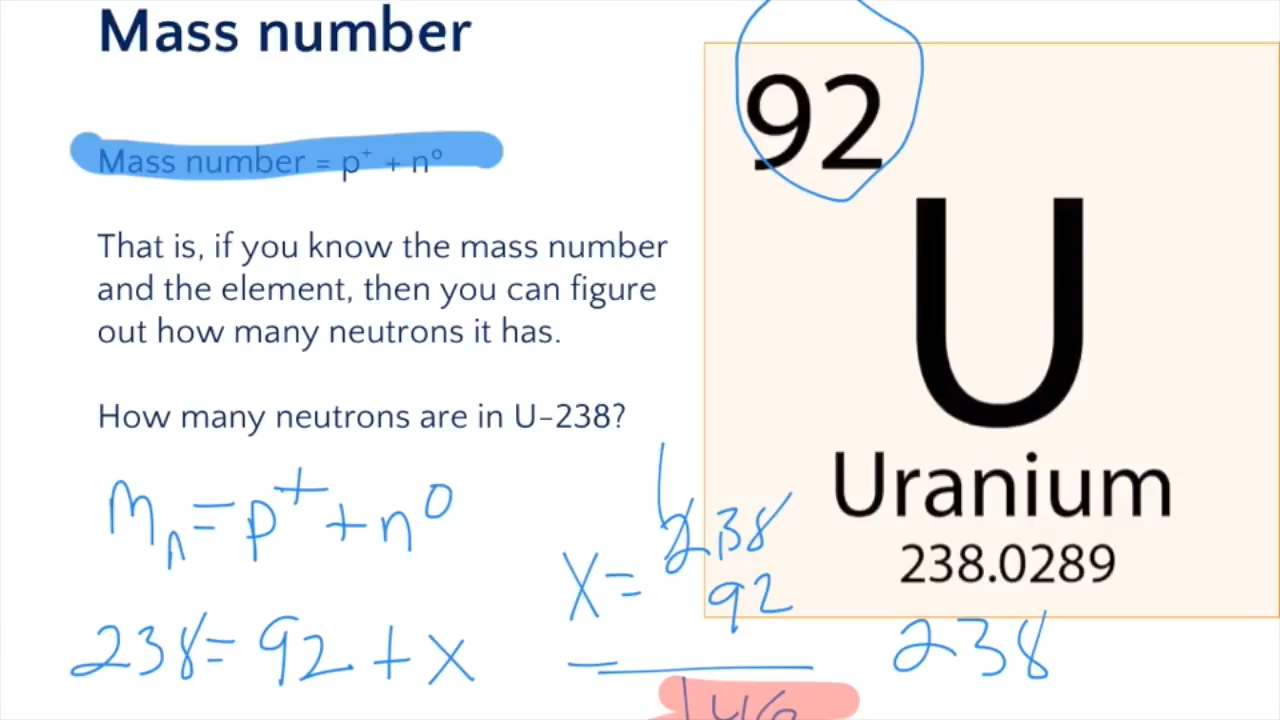 Mass number
92
Mass number = p⁺ + n⁰
That is, if you know the mass number
and the element, then you can figure
out how many neutrons it has.
U
How many neutrons are in U-238?
Uranium
238.0289
Mₙ = p⁺ + n⁰
238 = 92 + x
x = 238
92
146
238